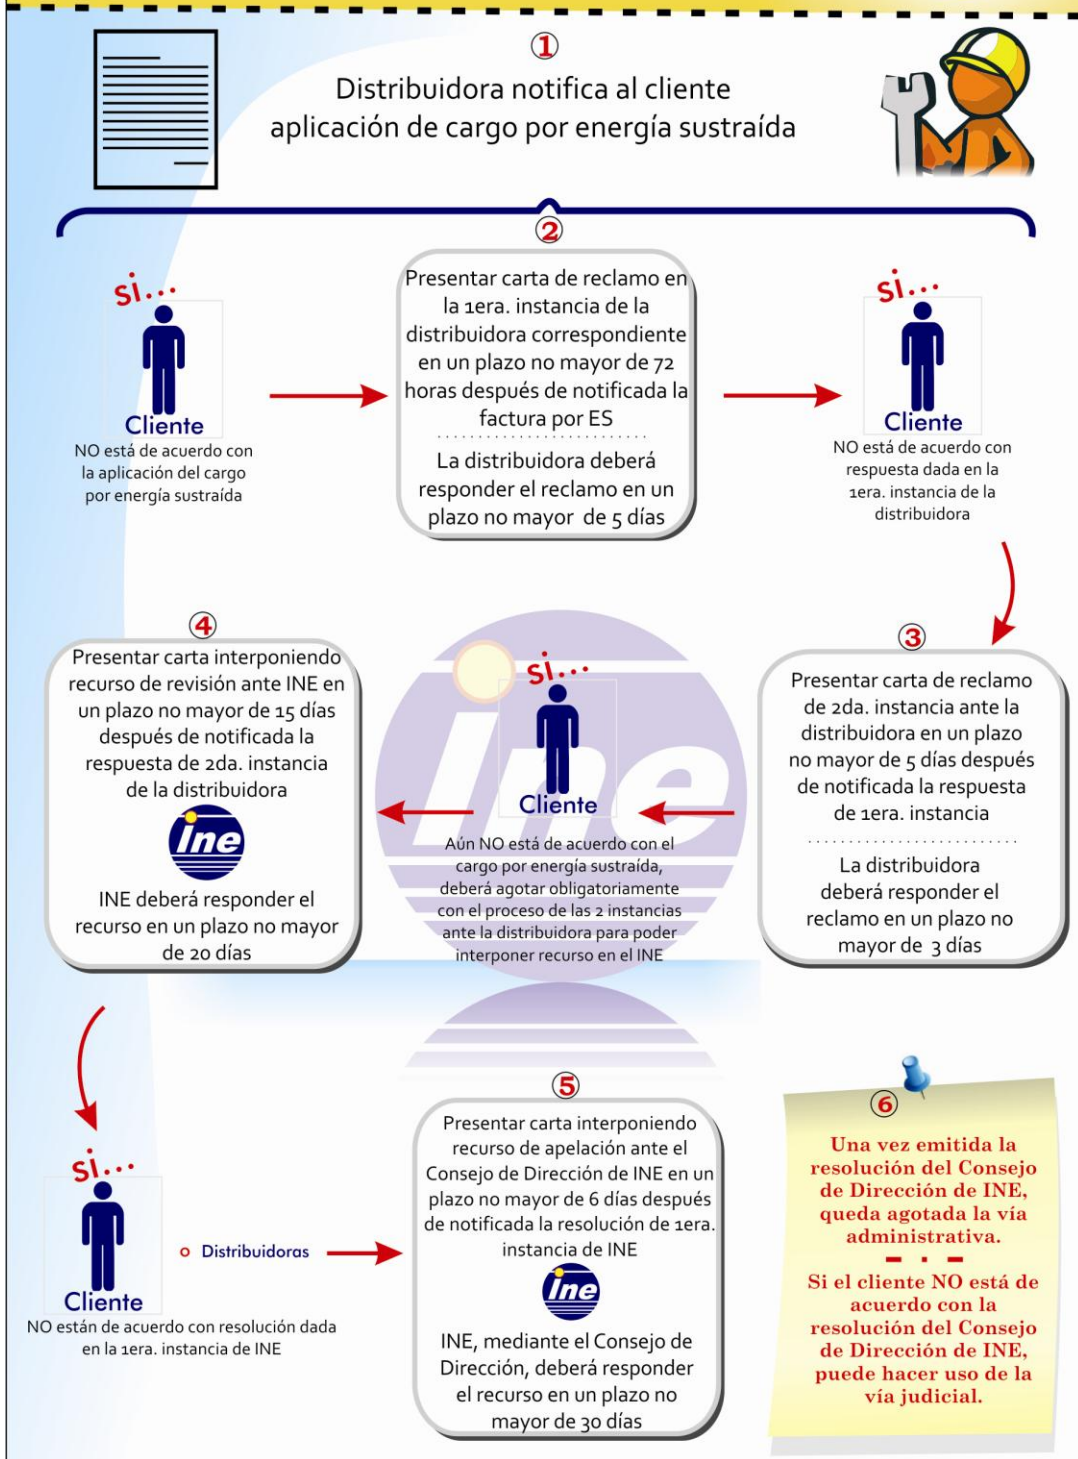 ①
Distribuidora notifica al cliente
aplicación de cargo por energía sustraída
②
si...
Cliente
NO está de acuerdo con
la aplicación del cargo
por energía sustraída
Presentar carta de reclamo en
la 1era. instancia de la
distribuidora correspondiente
en un plazo no mayor de 72
horas después de notificada la
factura por ES
La distribuidora deberá
responder el reclamo en un
plazo no mayor de 5 días
si...
Cliente
NO está de acuerdo con
respuesta dada en la
1era. instancia de la
distribuidora
③
Presentar carta de reclamo
de 2da. instancia ante la
distribuidora en un plazo
no mayor de 5 días después
de notificada la respuesta
de 1era. instancia
La distribuidora
deberá responder el
reclamo en un plazo no
mayor de 3 días
ine
si...
Cliente
Aún NO está de acuerdo con el
cargo por energía sustraída,
deberá agotar obligatoriamente
con el proceso de las 2 instancias
ante la distribuidora para poder
interponer recurso en el INE
④
Presentar carta interponiendo
recurso de revisión ante INE en
un plazo no mayor de 15 días
después de notificada la
respuesta de 2da. instancia
de la distribuidora
ine
INE deberá responder el
recurso en un plazo no mayor
de 20 días
si...
Cliente
o Distribuidoras
NO están de acuerdo con resolución dada
en la 1era. instancia de INE
⑤
Presentar carta interponiendo
recurso de apelación ante el
Consejo de Dirección de INE en un
plazo no mayor de 6 días después
de notificada la resolución de 1era.
instancia de INE
ine
INE, mediante el Consejo de
Dirección, deberá responder
el recurso en un plazo no
mayor de 30 días
⑥
Una vez emitida la
resolución del Consejo
de Dirección de INE,
queda agotada la vía
administrativa.
Si el cliente NO está de
acuerdo con la
resolución del Consejo
de Dirección de INE,
puede hacer uso de la
vía judicial.